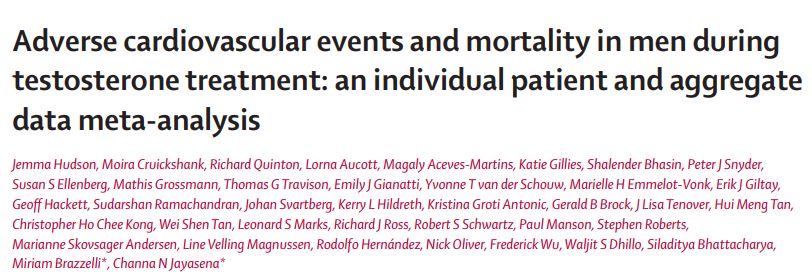 Adverse cardiovascular events and mortality in men during
testosterone treatment: an individual patient and aggregate
data meta-analysis
Jemma Hudson, Moira Cruickshank, Richard Quinton, Lorna Aucott, Magaly Aceves-Martins, Katie Gillies, Shalender Bhasin, Peter J Snyder,
Susan S Ellenberg, Mathis Grossmann, Thomas G Travison, Emily J Gianatti, Yvonne T van der Schouw, Marielle H Emmelot-Vonk, Erik J Giltay,
Geoff Hackett, Sudarshan Ramachandran, Johan Svartberg, Kerry L Hildreth, Kristina Groti Antonic, Gerald B Brock, J Lisa Tenover, Hui Meng Tan,
Christopher Ho Chee Kong, Wei Shen Tan, Leonard S Marks, Richard J Ross, Robert S Schwartz, Paul Manson, Stephen Roberts,
Marianne Skovsager Andersen, Line Velling Magnussen, Rodolfo Hernández, Nick Oliver, Frederick Wu, Waljit S Dhillo, Siladitya Bhattacharya,
Miriam Brazzelli*, Channa N Jayasena*